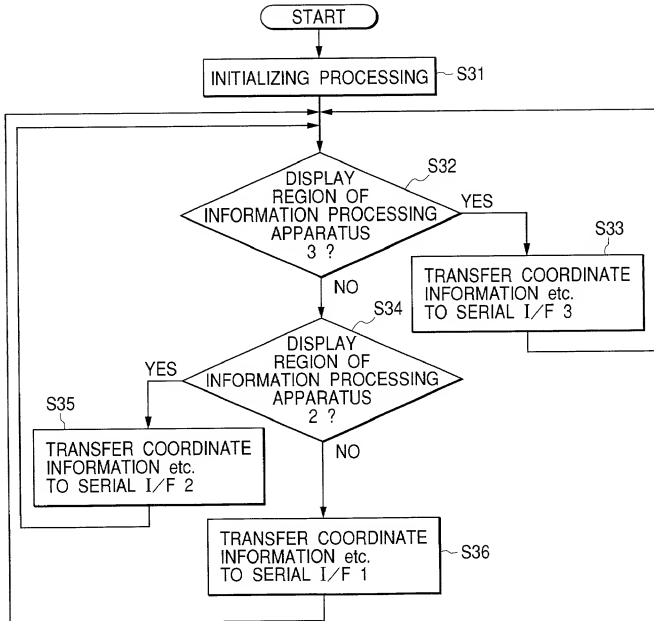 START
INITIALIZING PROCESSING
S31
DISPLAY
REGION OF
INFORMATION PROCESSING
APPARATUS
3 ?
S32
YES
NO
S33
TRANSFER COORDINATE
INFORMATION etc.
TO SERIAL I/F 3
S34
DISPLAY
REGION OF
INFORMATION PROCESSING
APPARATUS
2 ?
YES
NO
S35
TRANSFER COORDINATE
INFORMATION etc.
TO SERIAL I/F 2
TRANSFER COORDINATE
INFORMATION etc.
TO SERIAL I/F 1
S36